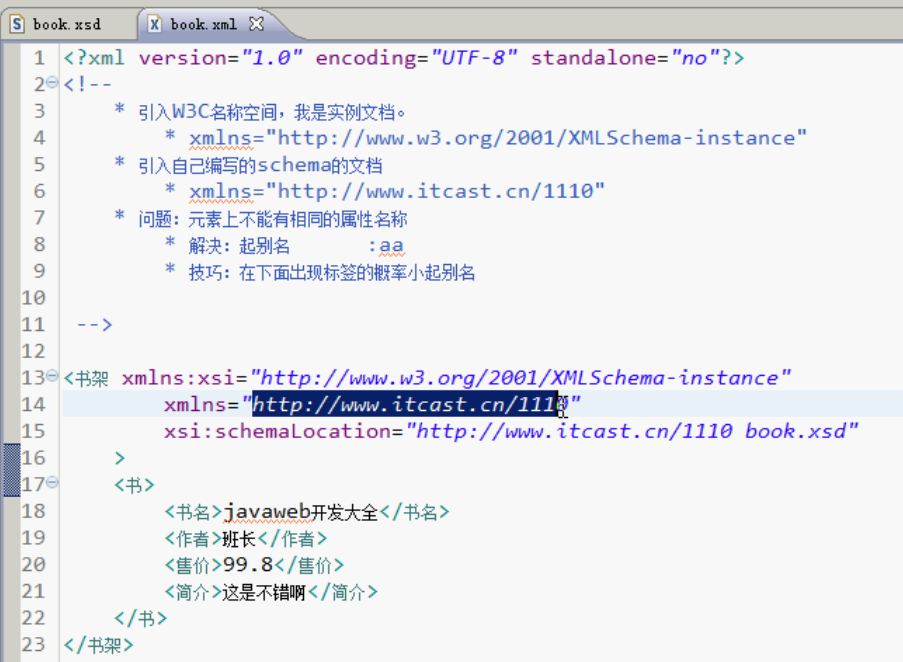 book.xsd
book.xml
1 <?xml version="1.0" encoding="UTF-8" standalone="no"?>
2 <!--
3 * 引入W3C名称空间，我是实例文档。
4 * xmlns="http://www.w3.org/2001/XMLSchema-instance"
5 * 引入自己编写的schema的文档
6 * xmlns="http://www.itcast.cn/1110"
7 * 问题：元素上不能有相同的属性名称
8 * 解决：起别名 :aa
9 * 技巧：在下面出现标签的概率小起别名
10
11 -->
12
13 <书架 xmlns:xsi="http://www.w3.org/2001/XMLSchema-instance"
14 xmlns="http://www.itcast.cn/1110"
15 xsi:schemaLocation="http://www.itcast.cn/1110 book.xsd"
16 >
17 <书>
18 <书名>javaweb开发大全</书名>
19 <作者>班长</作者>
20 <售价>99.8</售价>
21 <简介>这是不错啊</简介>
22 </书>
23 </书架>